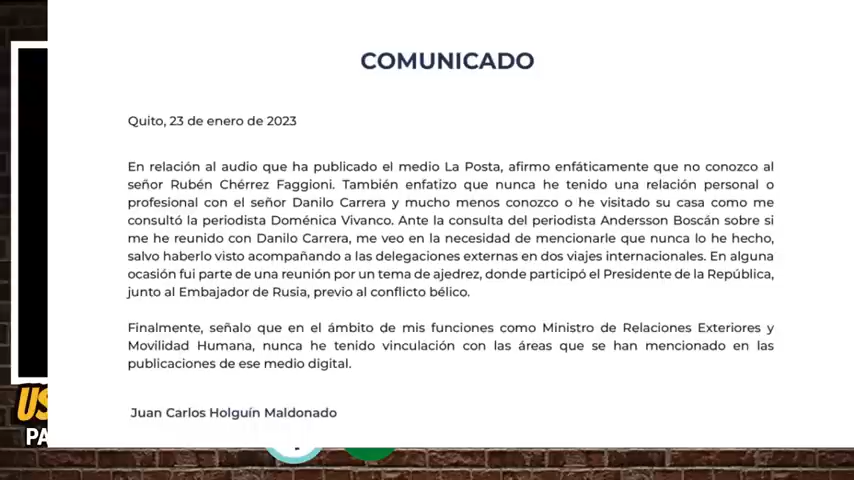 COMUNICADO
Quito, 23 de enero de 2023
En relación al audio que ha publicado el medio La Posta, afirmo enfáticamente que no conozco al
señor Rubén Chérrez Faggioni. También enfatizo que nunca he tenido una relación personal o
profesional con el señor Danilo Carrera y mucho menos conozco o he visitado su casa como me
consultó la periodista Doménica Vivanco. Ante la consulta del periodista Andersson Boscán sobre si
me he reunido con Danilo Carrera, me veo en la necesidad de mencionarle que nunca lo he hecho,
salvo haberlo visto acompañando a las delegaciones externas en dos viajes internacionales. En alguna
ocasión fui parte de una reunión por un tema de ajedrez, donde participó el Presidente de la República,
junto al Embajador de Rusia, previo al conflicto bélico.
Finalmente, señalo que en el ámbito de mis funciones como Ministro de Relaciones Exteriores y
Movilidad Humana, nunca he tenido vinculación con las áreas que se han mencionado en las
publicaciones de ese medio digital.
Juan Carlos Holguín Maldonado
US
PA